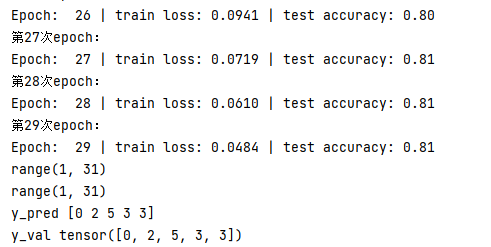 Epoch:  26 | train loss: 0.0941 | test accuracy: 0.80
第27次epoch:
Epoch:  27 | train loss: 0.0719 | test accuracy: 0.81
第28次epoch:
Epoch:  28 | train loss: 0.0610 | test accuracy: 0.81
第29次epoch:
Epoch:  29 | train loss: 0.0484 | test accuracy: 0.81
range(1, 31)
range(1, 31)
y_pred [0 2 5 3 3]
y_val tensor([0, 2, 5, 3, 3])